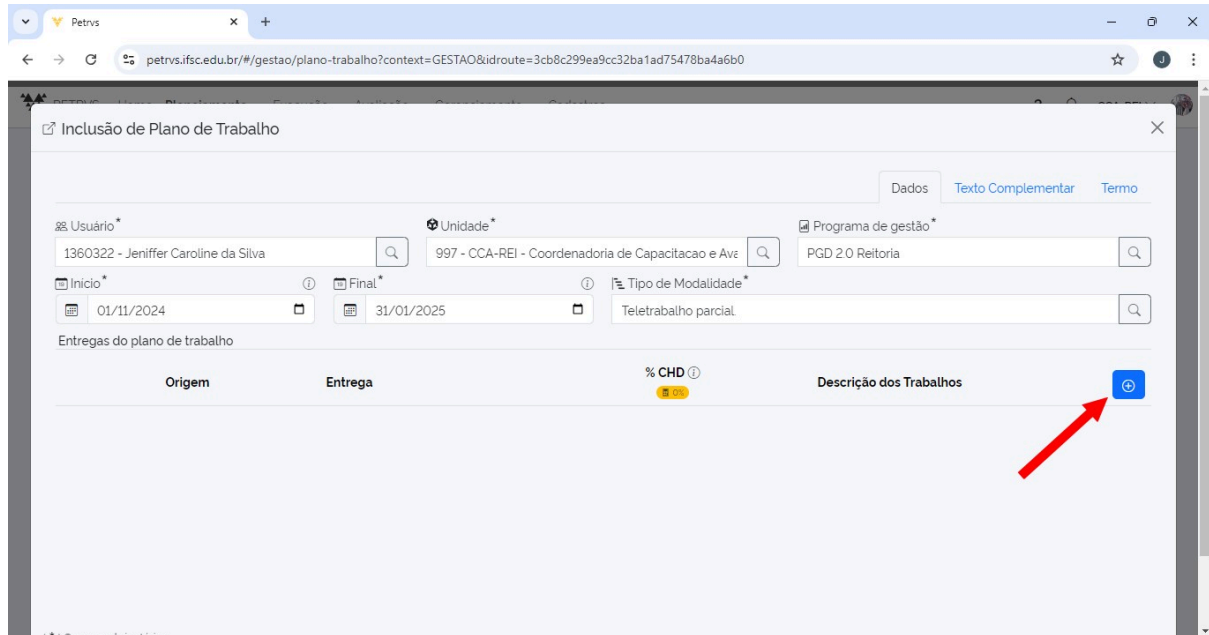 Petrvs
petrvs.ifsc.edu.br/#/gestao/plano-trabalho?context=GESTAO&idroute=3cb8c299ea9cc32ba1ad75478ba4a6b0
J
Inclusão de Plano de Trabalho
Dados Texto Complementar Termo
Usuário* Unidade* Programa de gestão*
1360322 - Jeniffer Caroline da Silva 997 - CCA-REI - Coordenadoria de Capacitacao e Ava PGD 2.0 Reitoria
Início* Final* Tipo de Modalidade*
01/11/2024 31/01/2025 Teletrabalho parcial.
Entregas do plano de trabalho
Origem Entrega % CHD Descrição dos Trabalhos
0%